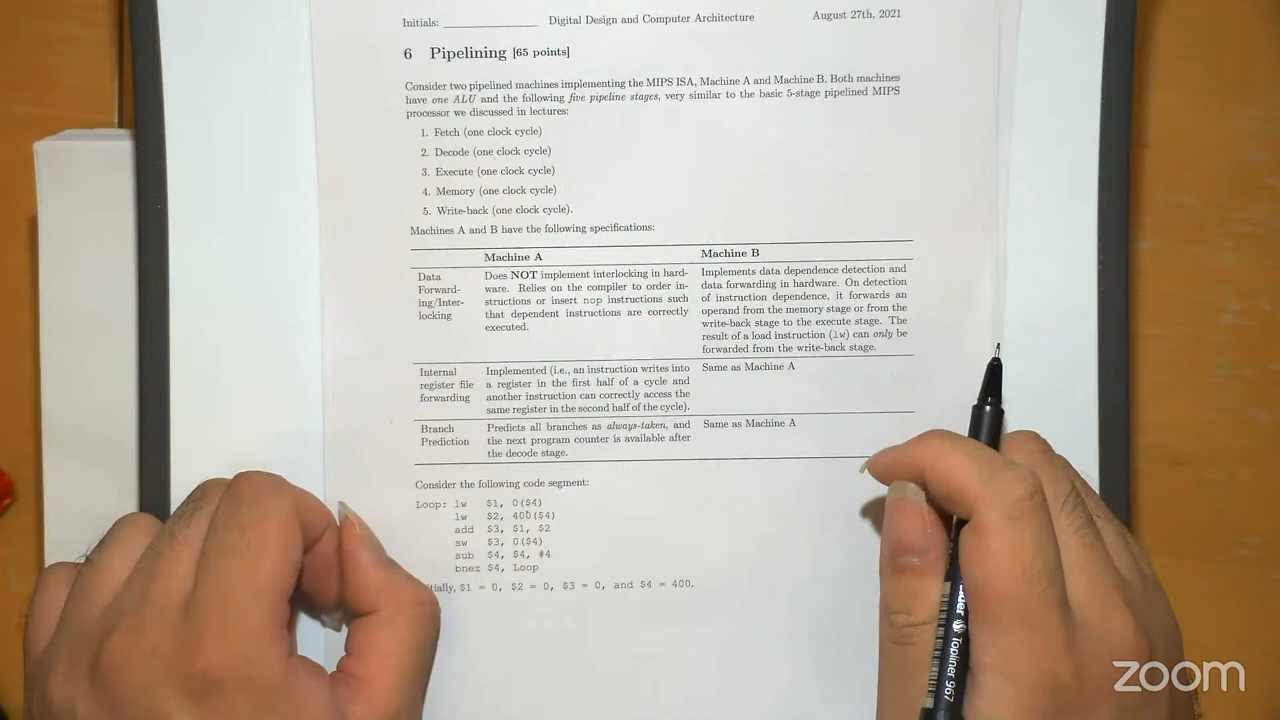 Initials: Digital Design and Computer Architecture August 27th, 2021
6 Pipelining [65 points]
Consider two pipelined machines implementing the MIPS ISA, Machine A and Machine B. Both machines
have one ALU and the following five pipeline stages, very similar to the basic 5-stage pipelined MIPS
processor we discussed in lectures:
1. Fetch (one clock cycle)
2. Decode (one clock cycle)
3. Execute (one clock cycle)
4. Memory (one clock cycle)
5. Write-back (one clock cycle).
Machines A and B have the following specifications:
Machine A Machine B
Data
Forward-
ing/Inter-
locking
Does NOT implement interlocking in hard-
ware. Relies on the compiler to order in-
structions or insert nop instructions such
that dependent instructions are correctly
executed.
Implements data dependence detection and
data forwarding in hardware. On detection
of instruction dependence, it forwards an
operand from the memory stage or from the
write-back stage to the execute stage. The
result of a load instruction (lw) can only be
forwarded from the write-back stage.
Internal
register file
forwarding
Implemented (i.e., an instruction writes into
a register in the first half of a cycle and
another instruction can correctly access the
same register in the second half of the cycle).
Same as Machine A
Branch
Prediction
Predicts all branches as always-taken, and
the next program counter is available after
the decode stage.
Same as Machine A
Consider the following code segment:
Loop: lw $1, 0($4)
lw $2, 400($4)
add $3, $1, $2
sw $3, 0($4)
sub $4, $4, #4
bnez $4, Loop
tially, $1 = 0, $2 = 0, $3 = 0, and $4 = 400.
Topliner 967
zoom